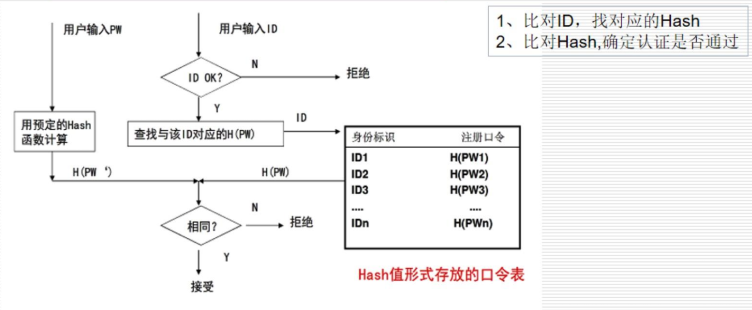 1、比对ID，找对应的Hash
2、比对Hash,确定认证是否通过
用户输入PW
用户输入ID
ID OK?
N
拒绝
Y
用预定的Hash
函数计算
查找与该ID对应的H(PW)
ID
身份标识 注册口令
ID1 H(PW1)
ID2 H(PW2)
ID3 H(PW3)
.... ....
IDn H(PWn)
H(PW‘)
H(PW)
相同?
N
拒绝
Y
接受
Hash值形式存放的口令表